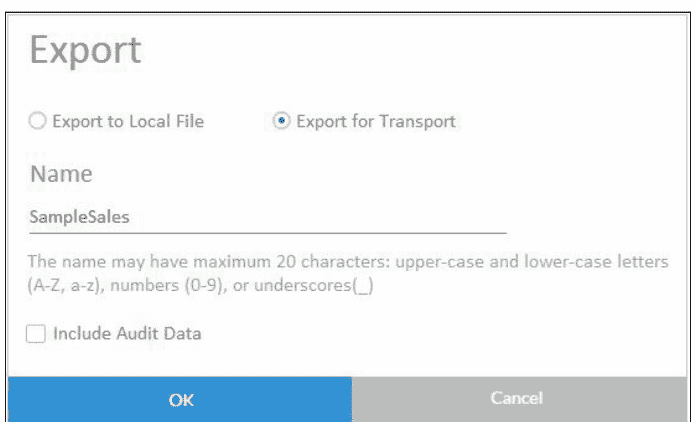 Export
Export to Local File
Export for Transport
Name
SampleSales
The name may have maximum 20 characters: upper-case and lower-case letters
(A-Z, a-z), numbers (0-9), or underscores(_)
Include Audit Data
OK
Cancel